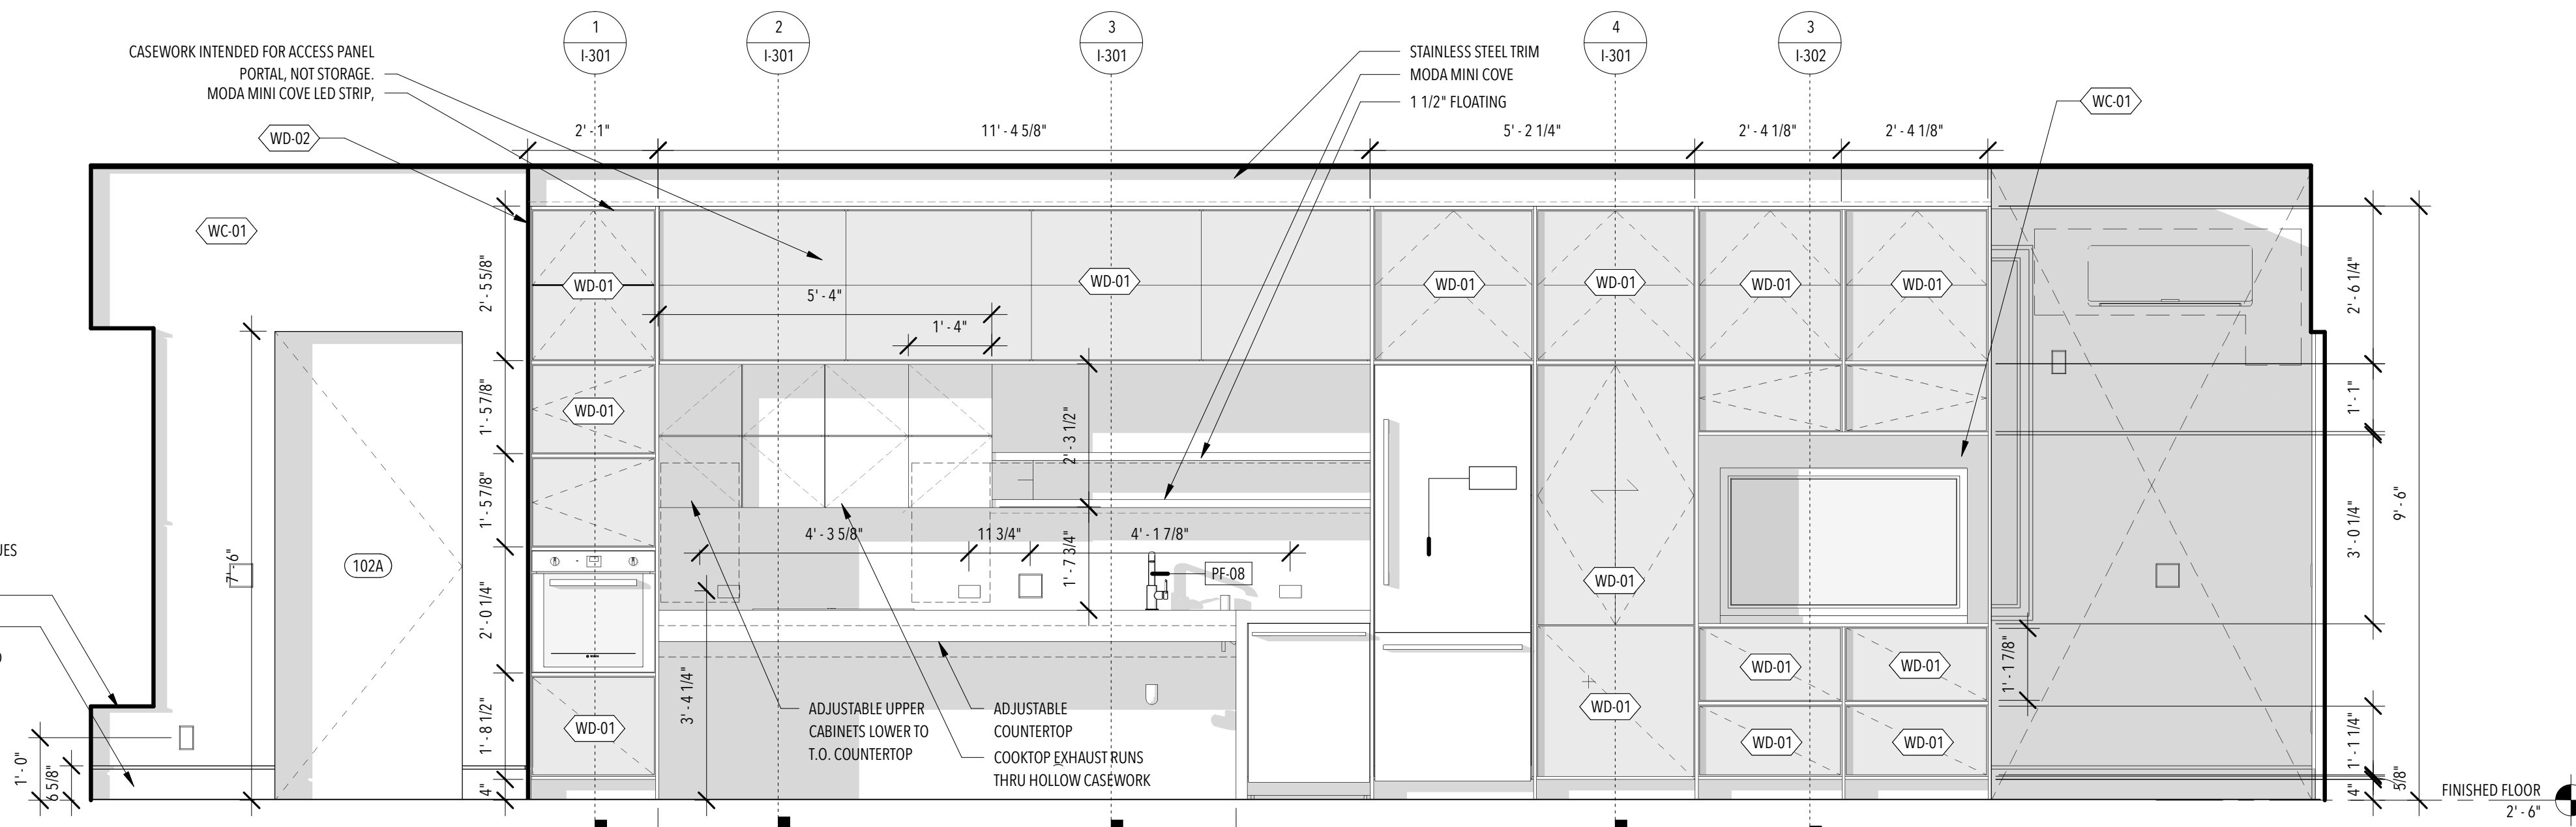 1
I-301
2
I-301
3
I-301
4
I-301
3
I-302
CASEWORK INTENDED FOR ACCESS PANEL
PORTAL, NOT STORAGE.
MODA MINI COVE LED STRIP,
STAINLESS STEEL TRIM
MODA MINI COVE
1 1/2" FLOATING
WC-01
WD-02
2' - 1"
11' - 4 5/8"
5' - 2 1/4"
2' - 4 1/8"
2' - 4 1/8"
WC-01
2' - 5 5/8"
1' - 5 7/8"
1' - 5 7/8"
2' - 0 1/4"
1' - 8 1/2"
4"
WD-01
WD-01
WD-01
WD-01
WD-01
WD-01
WD-01
WD-01
5' - 4"
1' - 4"
2' - 3 1/2"
1' - 7 3/4"
4' - 3 5/8"
11 3/4"
4' - 1 7/8"
PF-08
WD-01
WD-01
WD-01
WD-01
WD-01
WD-01
7' - 6"
102A
3' - 4 1/4"
ADJUSTABLE UPPER
CABINETS LOWER TO
T.O. COUNTERTOP
ADJUSTABLE
COUNTERTOP
COOKTOP EXHAUST RUNS
THRU HOLLOW CASEWORK
1' - 0"
6 5/8"
2' - 6 1/4"
1' - 1"
3' - 0 1/4"
1' - 1 7/8"
1' - 1 1/4"
5/8"
4"
9' - 6"
FINISHED FLOOR
2' - 6"